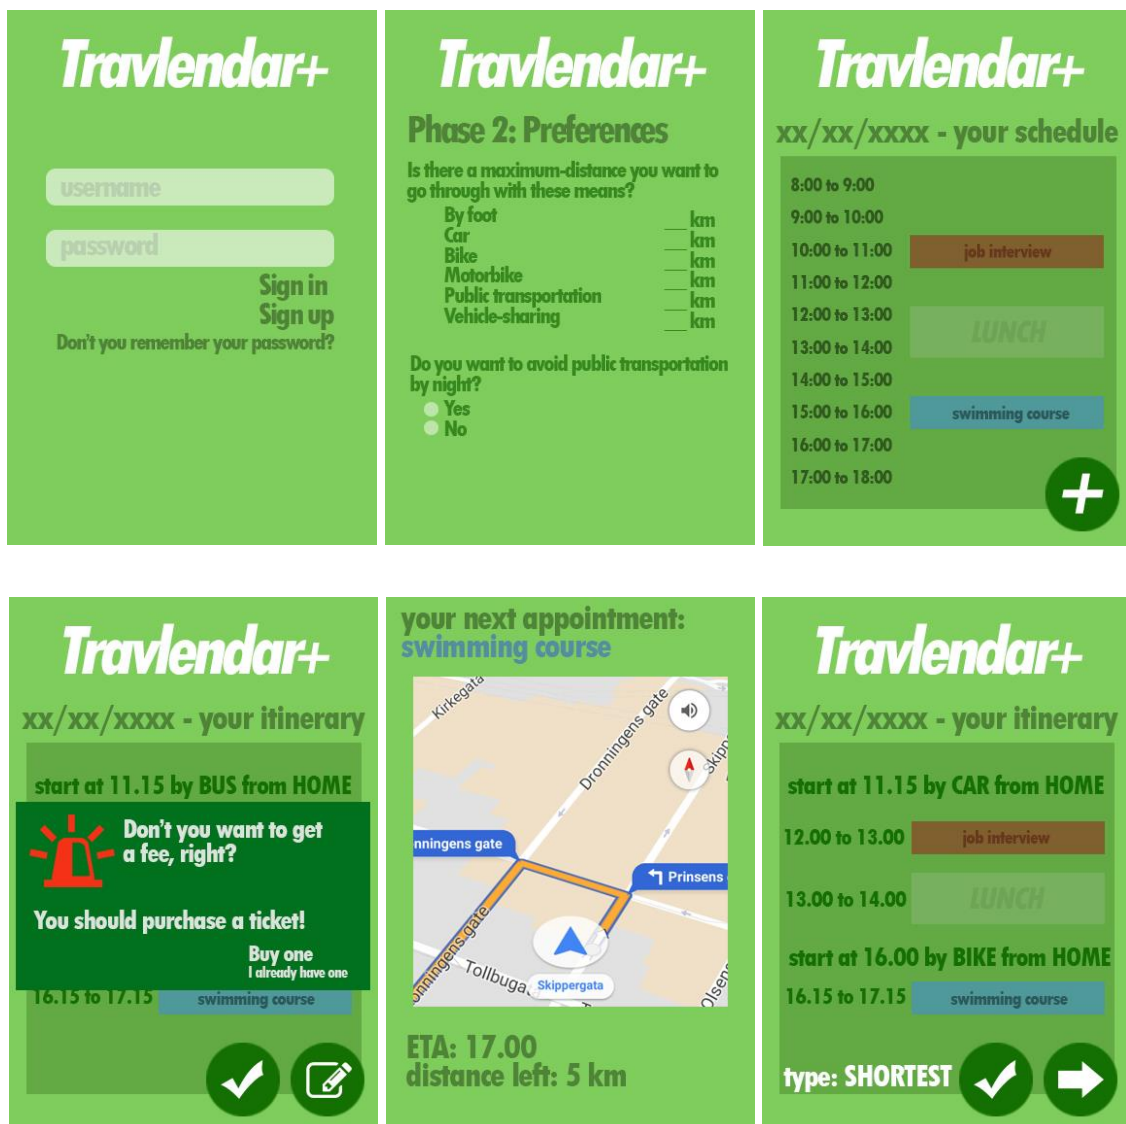 Travlendar+
username
password
Sign in
Sign up
Don't you remember your password?
Travlendar+
Phase 2: Preferences
Is there a maximum-distance you want to
go through with these means?
By foot __ km
Car __ km
Bike __ km
Motorbike __ km
Public transportation __ km
Vehicle-sharing __ km
Do you want to avoid public transportation
by night?
Yes
No
Travlendar+
xx/xx/xxxx - your schedule
8:00 to 9:00
9:00 to 10:00
10:00 to 11:00 job interview
11:00 to 12:00
12:00 to 13:00
LUNCH
13:00 to 14:00
14:00 to 15:00
15:00 to 16:00 swimming course
16:00 to 17:00
17:00 to 18:00
Travlendar+
xx/xx/xxxx - your itinerary
start at 11.15 by BUS from HOME
Don't you want to get
a fee, right?
You should purchase a ticket!
Buy one
I already have one
16.15 to 17.15 swimming course
your next appointment:
swimming course
Kirkegata
Dronningens gate
Skipp
nningens gate
Prinsens
onningens gate
Tollbuga
Skippergata
Olsen
ETA: 17.00
distance left: 5 km
Travlendar+
xx/xx/xxxx - your itinerary
start at 11.15 by CAR from HOME
12.00 to 13.00 job interview
13.00 to 14.00 LUNCH
start at 16.00 by BIKE from HOME
16.15 to 17.15 swimming course
type: SHORTEST